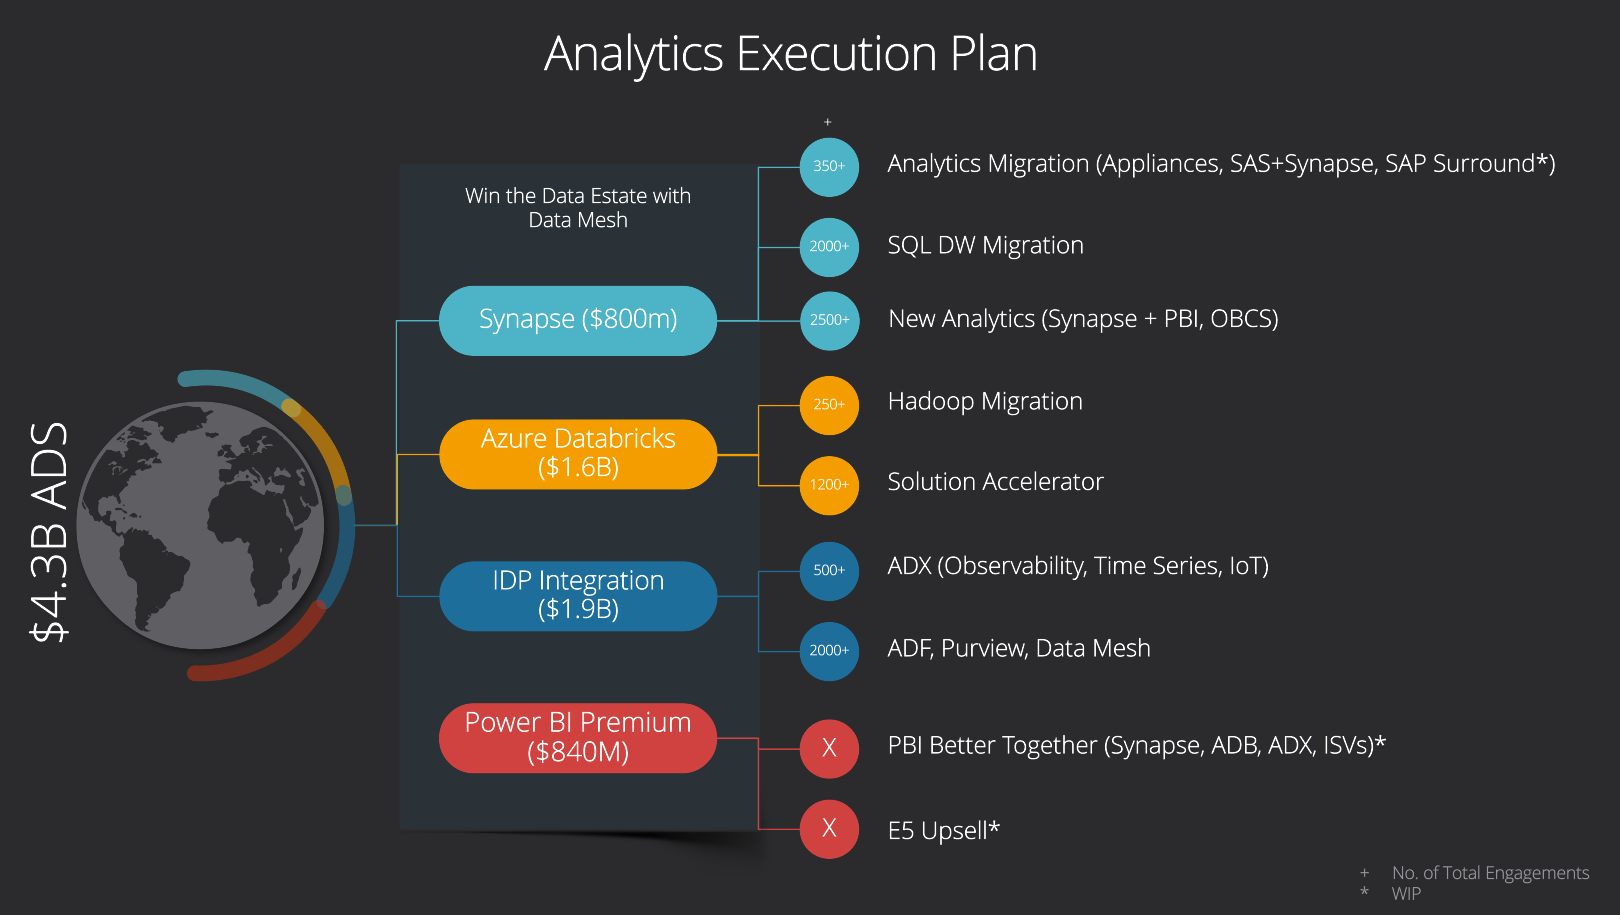 Analytics Execution Plan
$4.3B ADS
Win the Data Estate with
Data Mesh
Synapse ($800m)
+
350+
Analytics Migration (Appliances, SAS+Synapse, SAP Surround*)
2000+
SQL DW Migration
2500+
New Analytics (Synapse + PBI, OBCS)
Azure Databricks
($1.6B)
250+
Hadoop Migration
1200+
Solution Accelerator
IDP Integration
($1.9B)
500+
ADX (Observability, Time Series, IoT)
2000+
ADF, Purview, Data Mesh
Power BI Premium
($840M)
X
PBI Better Together (Synapse, ADB, ADX, ISVs)*
X
E5 Upsell*
+ No. of Total Engagements
* WIP